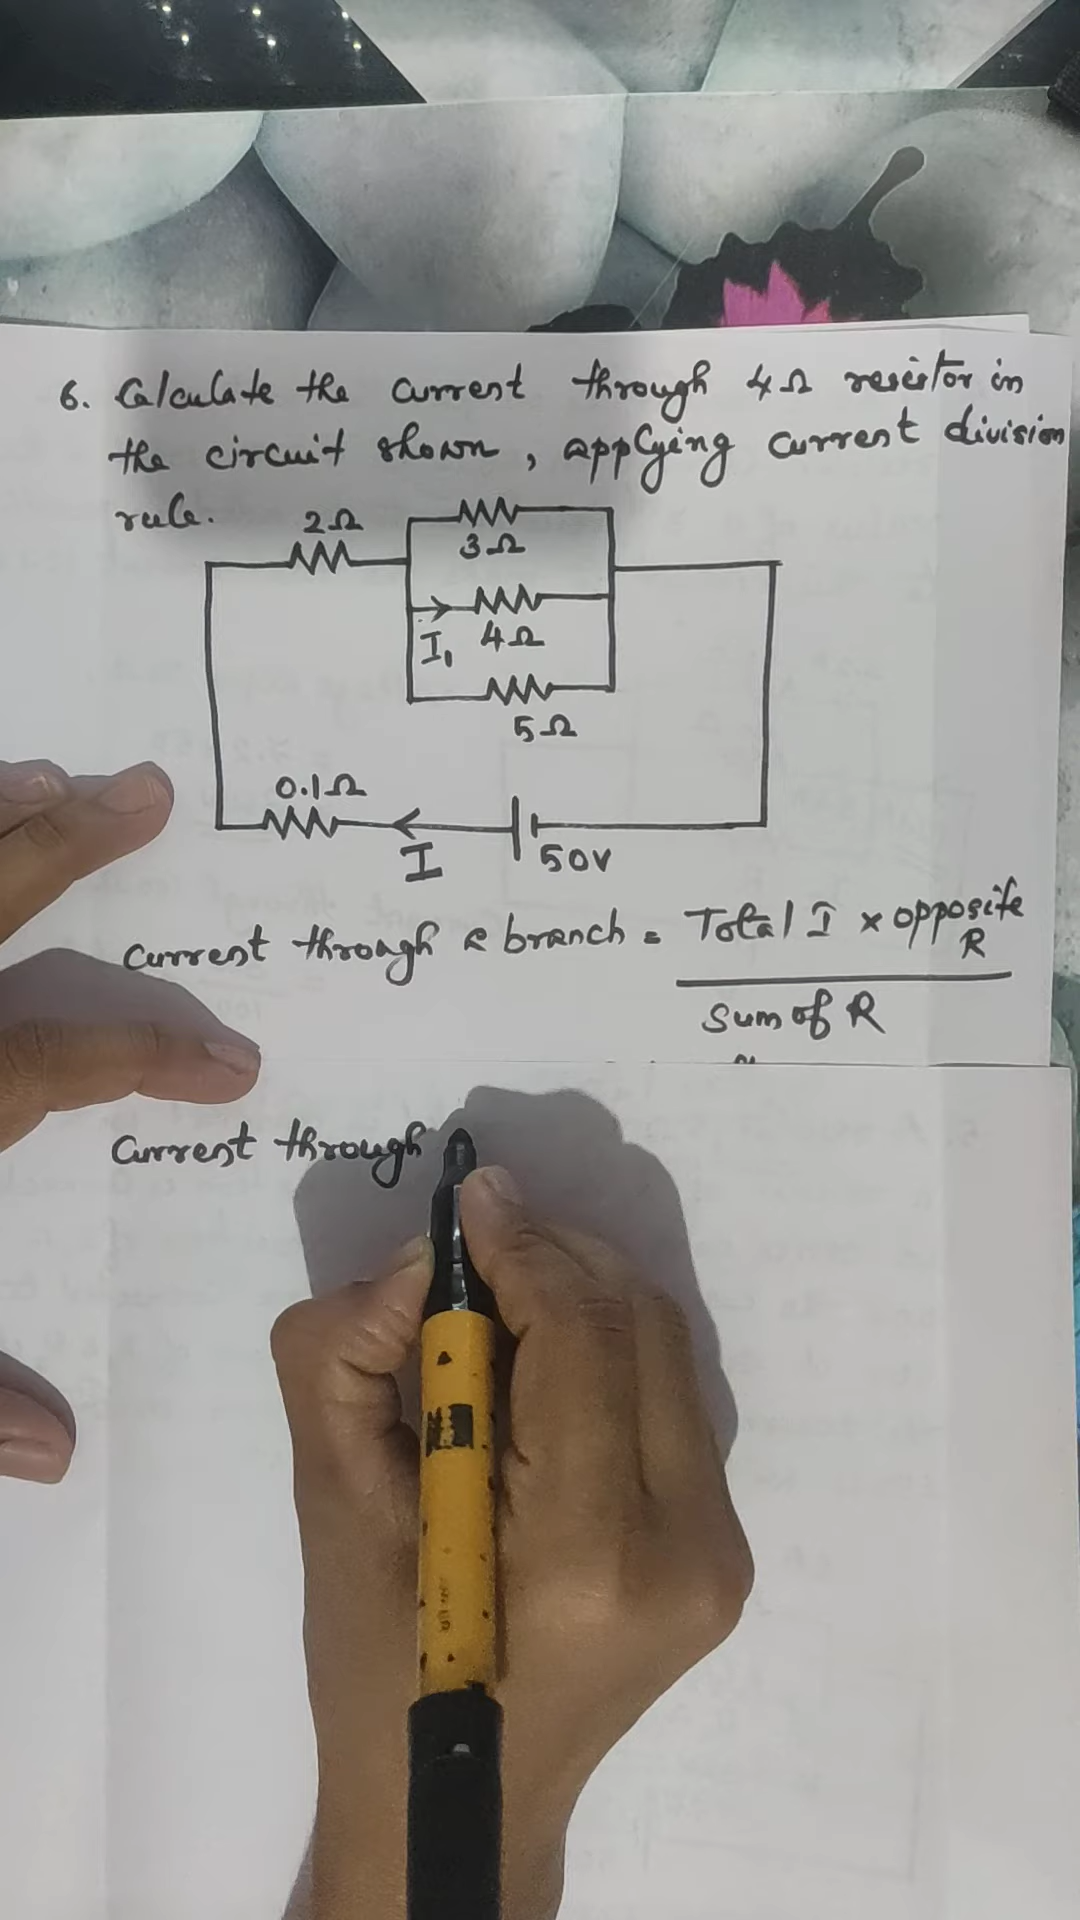 6. Calculate the current through 4Ω resistor in
the circuit shown, applying current division
rule.
2Ω
3Ω
I₁ 4Ω
5Ω
0.1Ω
I
50V
current through a branch = Total I × opposite R
Sum of R
Current through